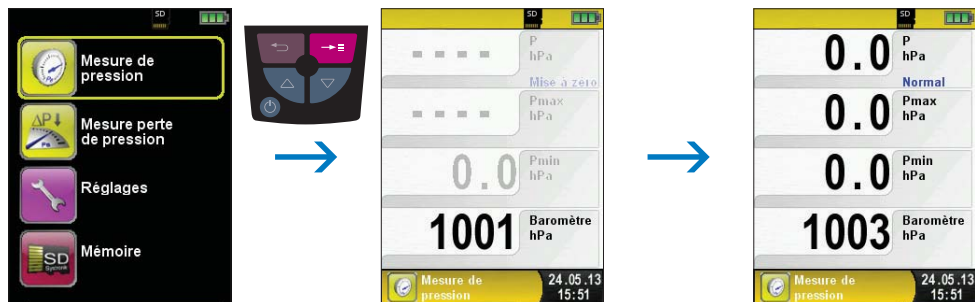 SD
Mesure de
pression
ΔP↓
Pa
Mesure perte
de pression
Réglages
SD
Mémoire
SD
- - - -
P
hPa
Mise à zéro
- - - -
Pmax
hPa
0.0
Pmin
hPa
1001
Baromètre
hPa
Mesure de
pression
24.05.13
15:51
SD
0.0
P
hPa
Normal
0.0
Pmax
hPa
0.0
Pmin
hPa
1003
Baromètre
hPa
Mesure de
pression
24.05.13
15:51